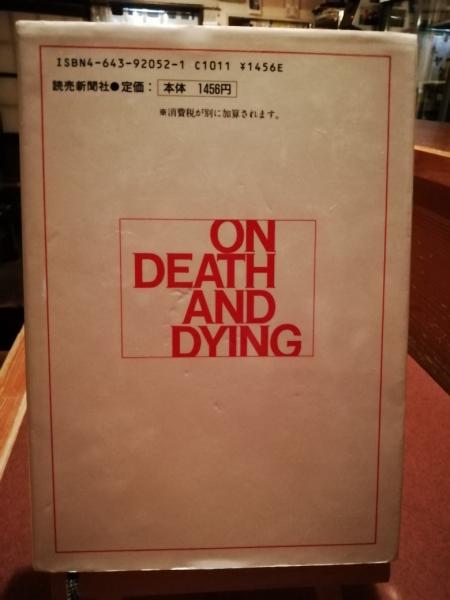 ISBN4-643-92052-1 C1011 ¥1456E
読売新聞社●定価：本体 1456円
※消費税が別に加算されます。
ON
DEATH
AND
DYING